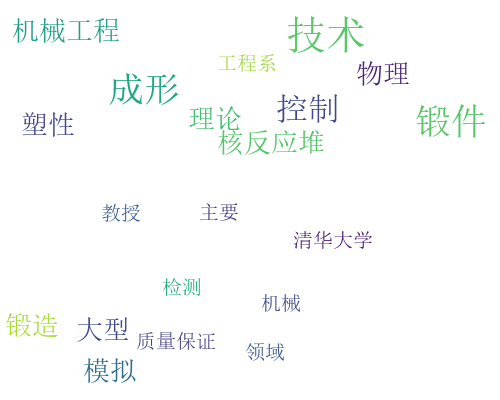 机械工程
技术
工程系
物理
成形
控制
理论
塑性
锻件
核反应堆
教授
主要
清华大学
检测
机械
锻造
大型
质量保证
领域
模拟